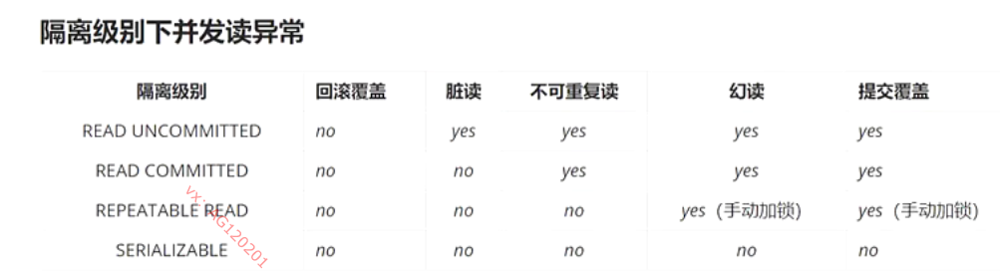 隔离级别下并发读异常
隔离级别 回滚覆盖 脏读 不可重复读 幻读 提交覆盖
READ UNCOMMITTED no yes yes yes yes
READ COMMITTED no no yes yes yes
REPEATABLE READ no no no yes（手动加锁） yes（手动加锁）
SERIALIZABLE no no no no no